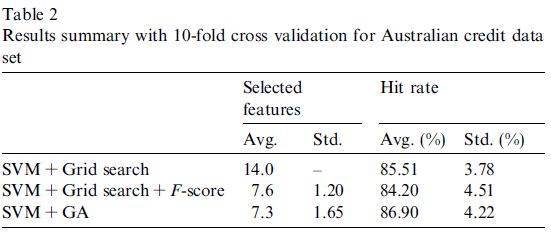 Table 2
Results summary with 10-fold cross validation for Australian credit data
set
Selected features Hit rate
Avg. Std. Avg. (%) Std. (%)
SVM + Grid search 14.0 – 85.51 3.78
SVM + Grid search + F-score 7.6 1.20 84.20 4.51
SVM + GA 7.3 1.65 86.90 4.22